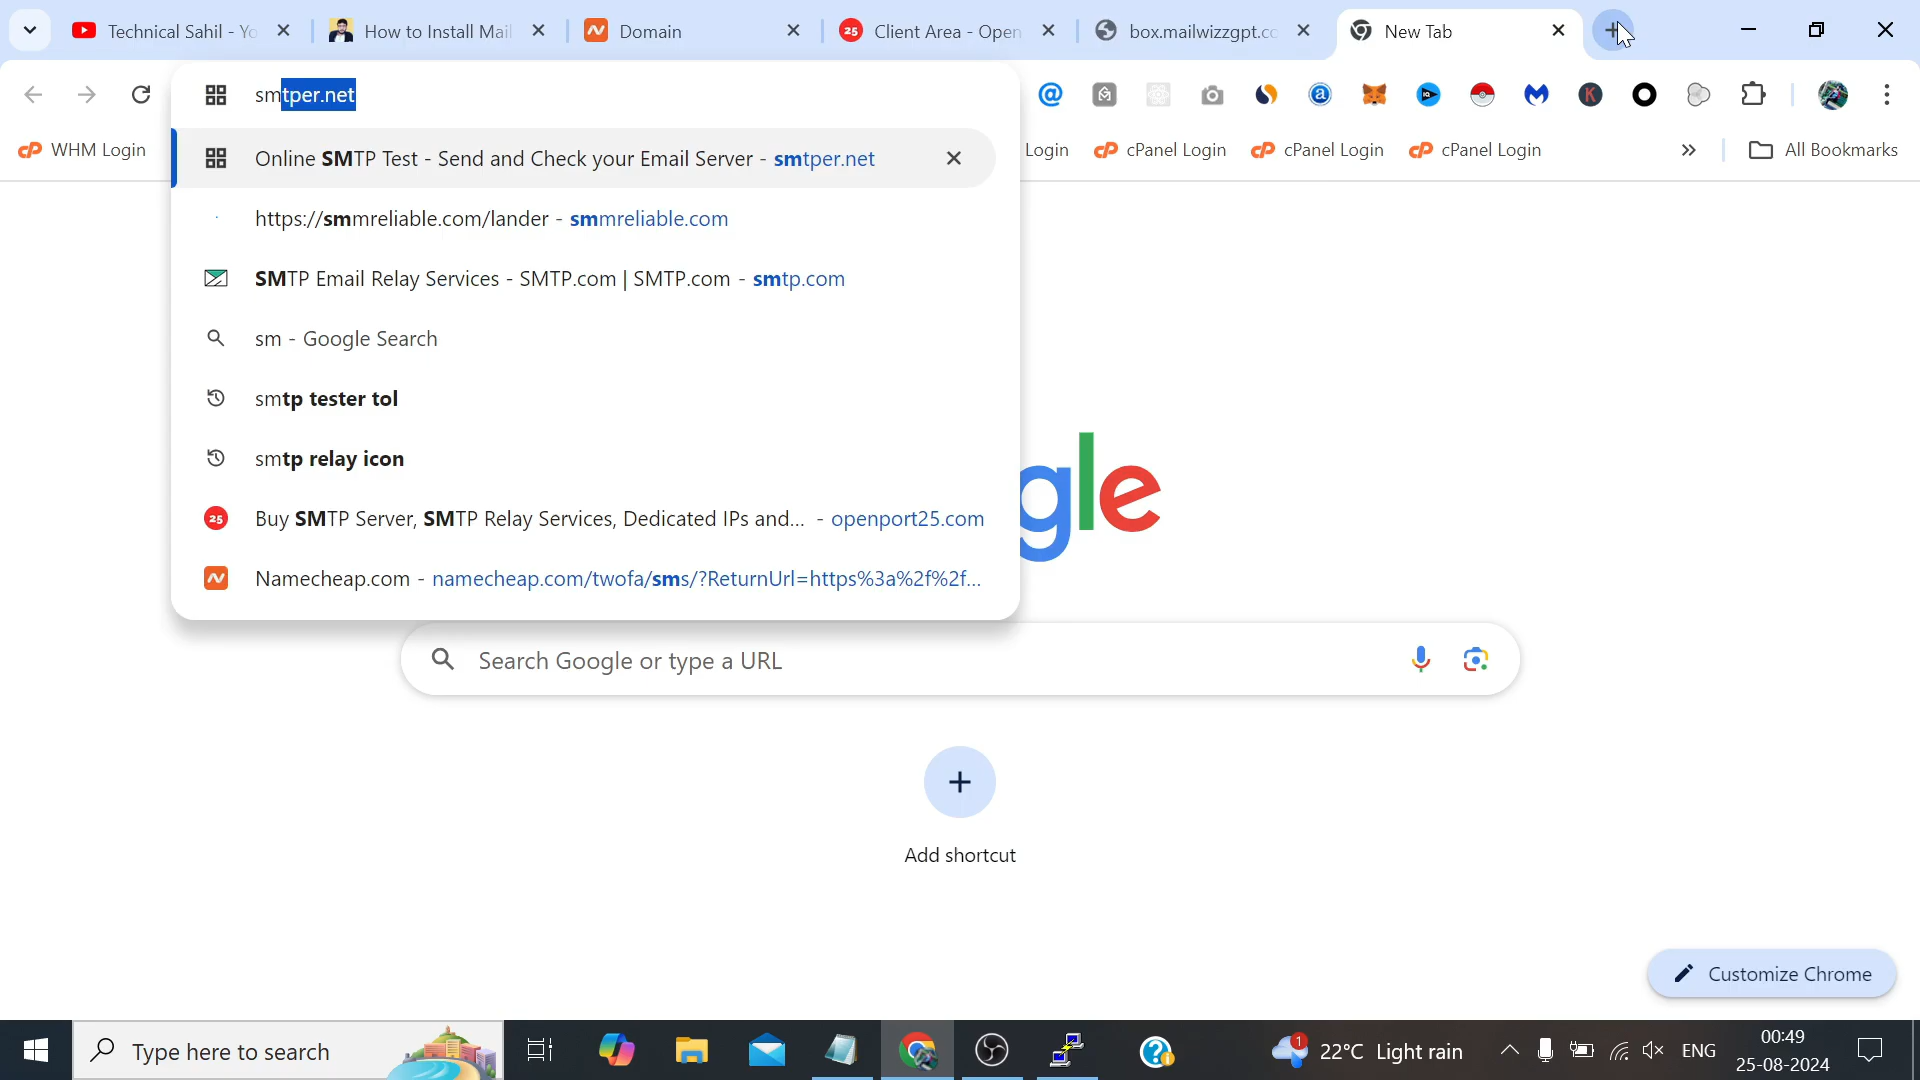 Technical Sahil - Yo
How to Install Mail
Domain
25 Client Area - Open
box.mailwizzgpt.co
New Tab
smtper.net
WHM Login
Login
cPanel Login
cPanel Login
cPanel Login
All Bookmarks
Online SMTP Test - Send and Check your Email Server - smtper.net
https://smmreliable.com/lander - smmreliable.com
SMTP Email Relay Services - SMTP.com | SMTP.com - smtp.com
sm - Google Search
smtp tester tol
smtp relay icon
25 Buy SMTP Server, SMTP Relay Services, Dedicated IPs and... - openport25.com
Namecheap.com - namecheap.com/twofa/sms/?ReturnUrl=https%3a%2f%2f...
gle
Search Google or type a URL
Add shortcut
Customize Chrome
Type here to search
1
22°C Light rain
ENG
00:49
25-08-2024